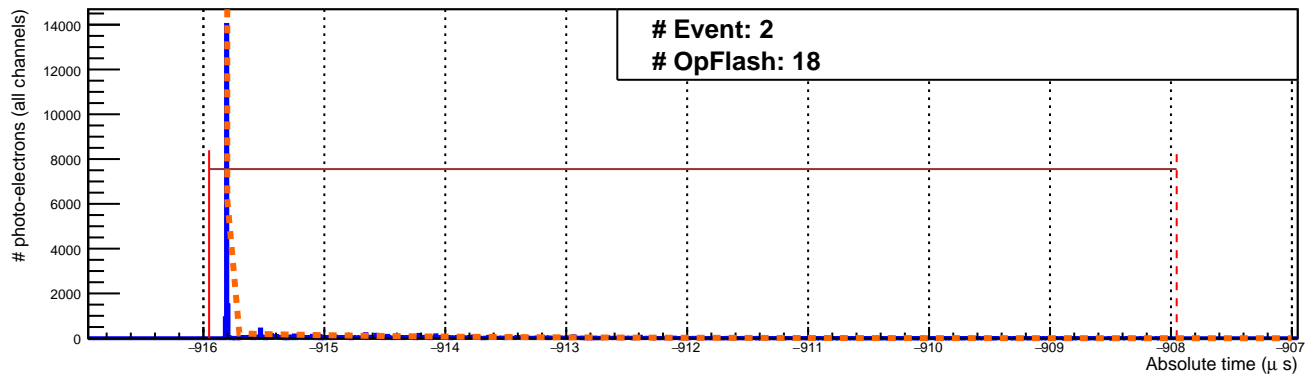 # Event: 2
# OpFlash: 18
# photo-electrons (all channels)
14000
12000
10000
8000
6000
4000
2000
0
−916 −915 −914 −913 −912 −911 −910 −909 −908 −907
Absolute time (μ s)